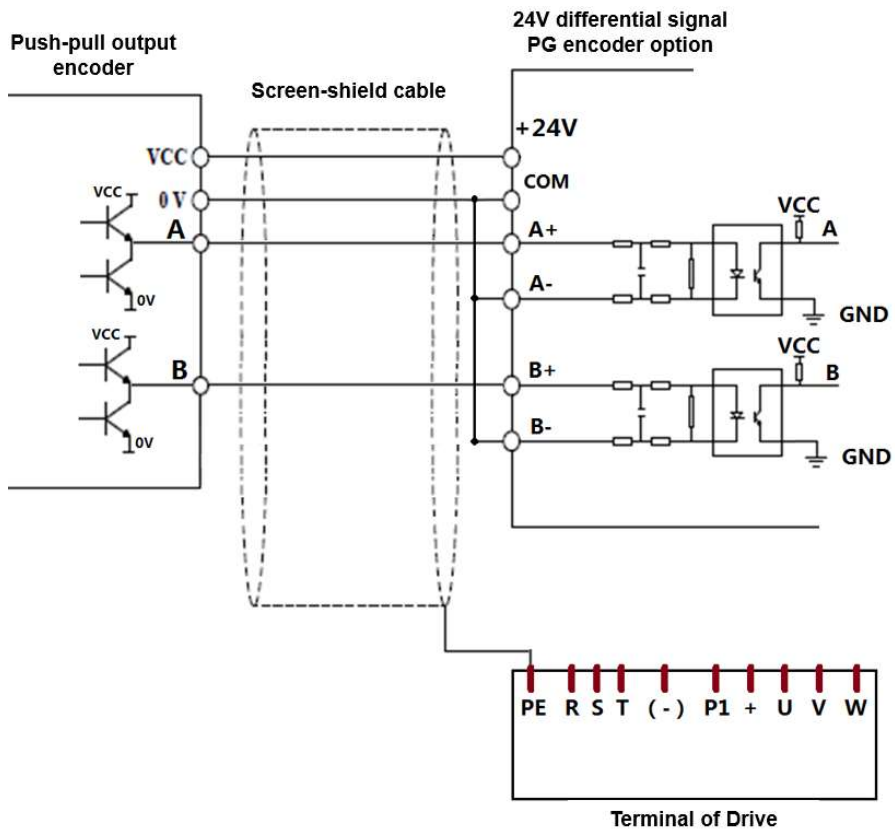 Push-pull output
encoder
24V differential signal
PG encoder option
Screen-shield cable
VCC
+24V
0 V
COM
VCC
A
A+
VCC
A
0V
A-
GND
VCC
B
B+
VCC
B
0V
B-
GND
PE R S T ( - ) P1 + U V W
Terminal of Drive